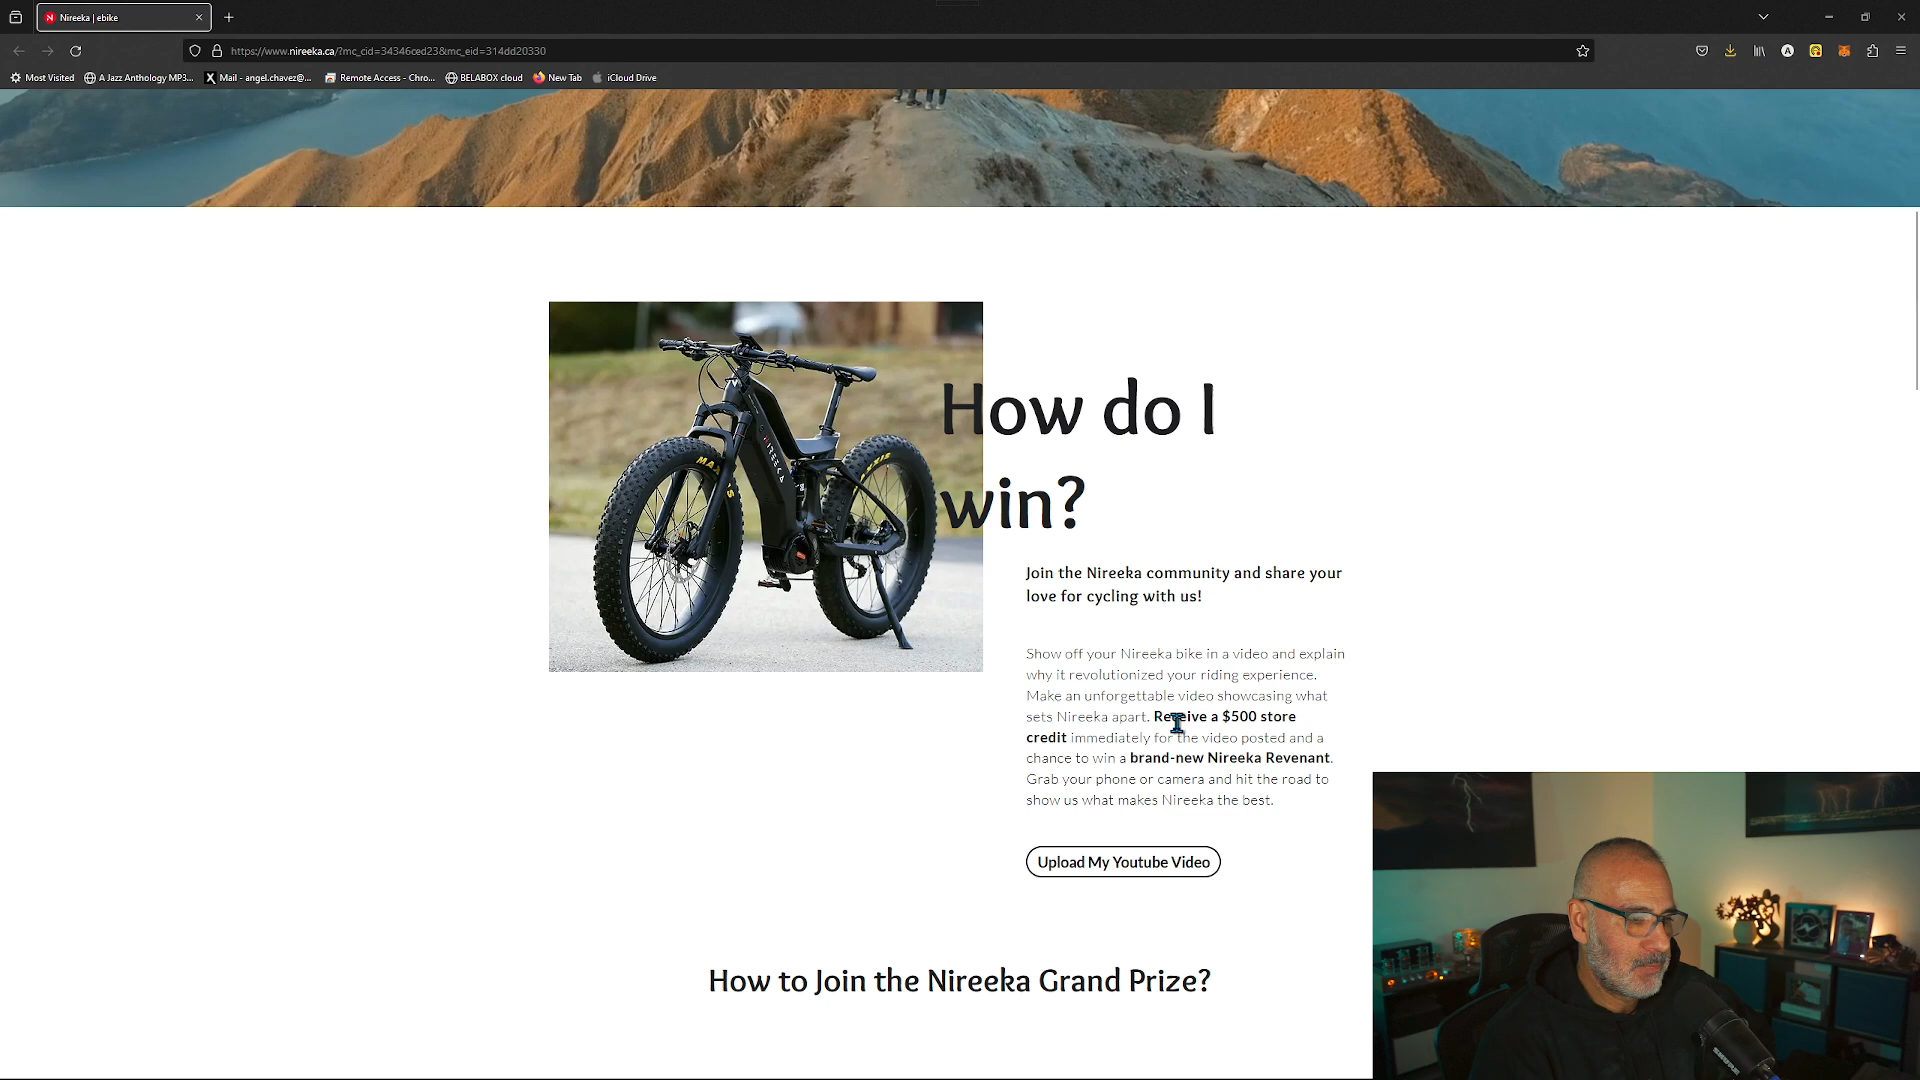 Nireeka | ebike
https://www.nireeka.ca/?mc_cid=34346ced23&mc_eid=314dd20330
Most Visited
A Jazz Anthology MP3...
Mail - angel.chavez@...
Remote Access - Chro...
BELABOX cloud
New Tab
iCloud Drive
NIREEKA
MAXXIS
How do I
win?
Join the Nireeka community and share your
love for cycling with us!
Show off your Nireeka bike in a video and explain
why it revolutionized your riding experience.
Make an unforgettable video showcasing what
sets Nireeka apart. Receive a $500 store
credit immediately for the video posted and a
chance to win a brand-new Nireeka Revenant.
Grab your phone or camera and hit the road to
show us what makes Nireeka the best.
Upload My Youtube Video
How to Join the Nireeka Grand Prize?
SHURE